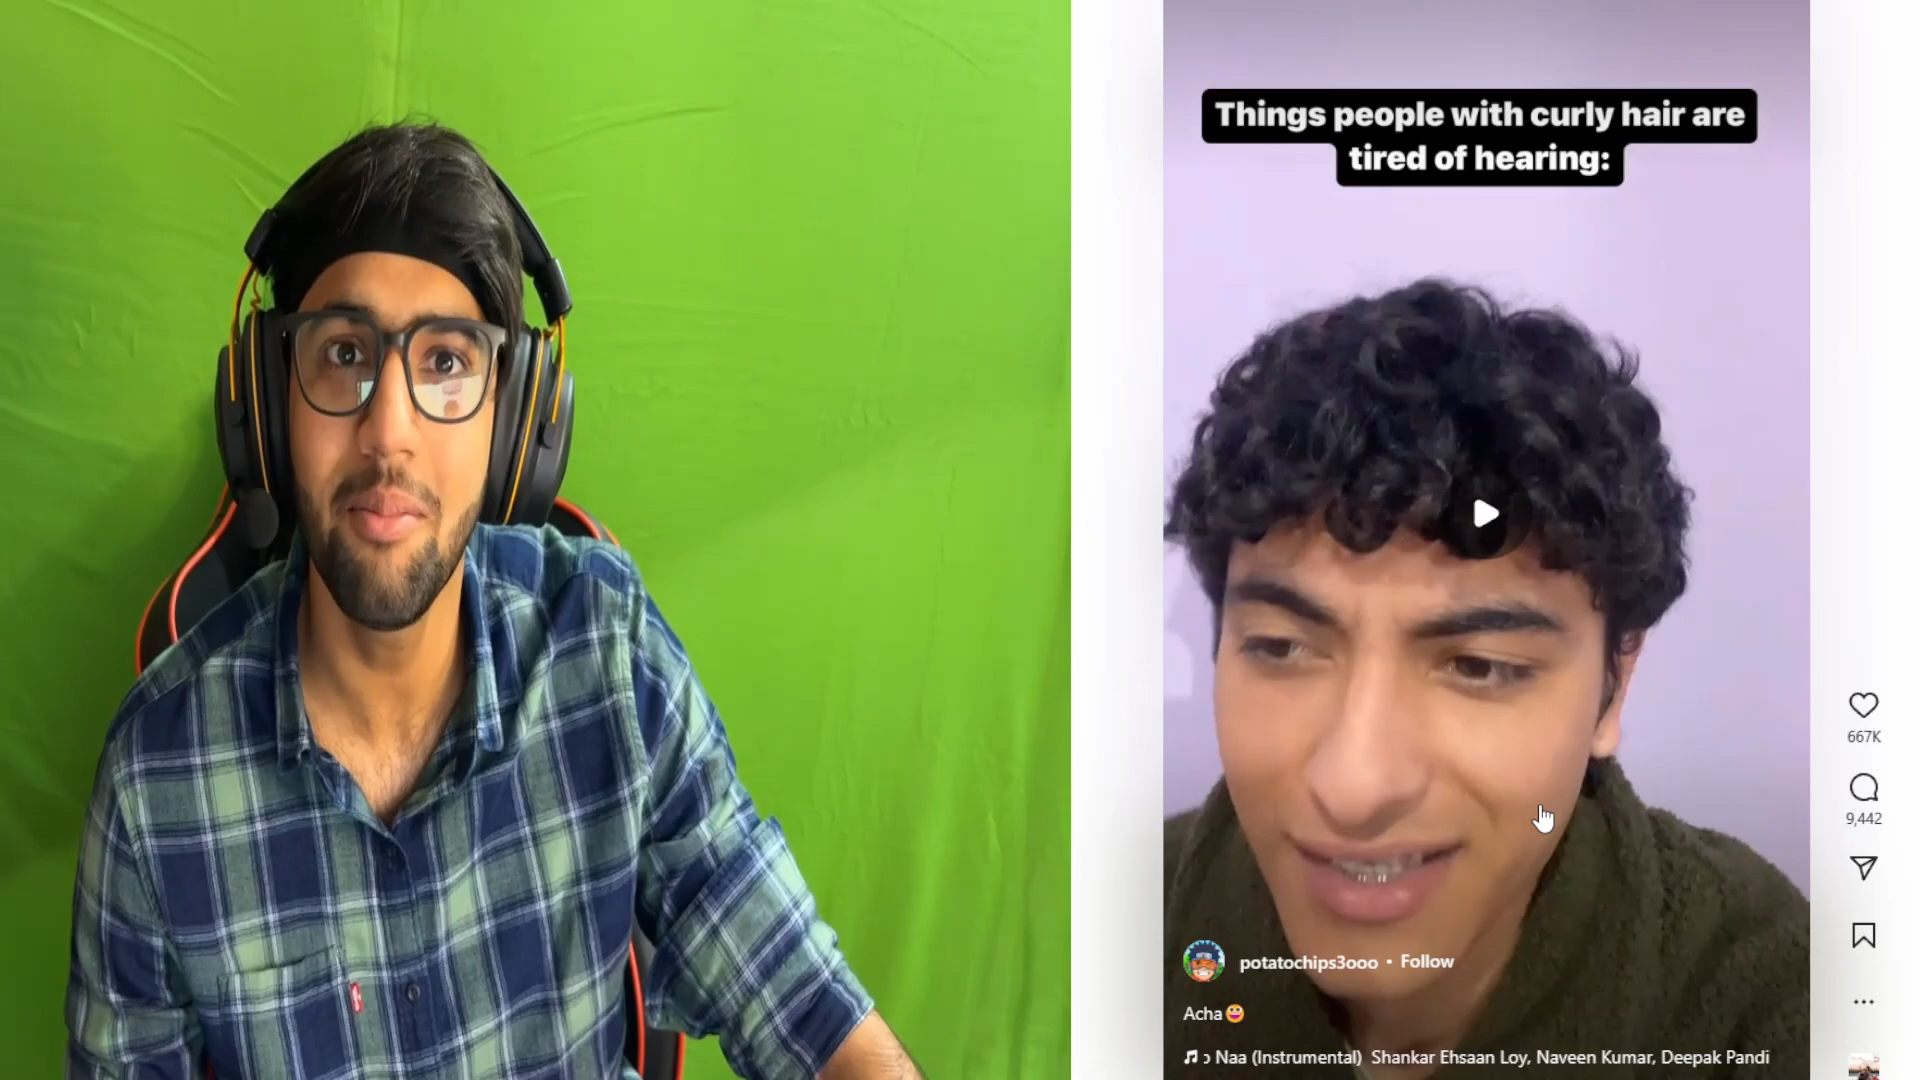 Things people with curly hair are
tired of hearing:
667K
9,442
potatochips3ooo • Follow
Acha😀
Naa (Instrumental) Shankar Ehsaan Loy, Naveen Kumar, Deepak Pandi